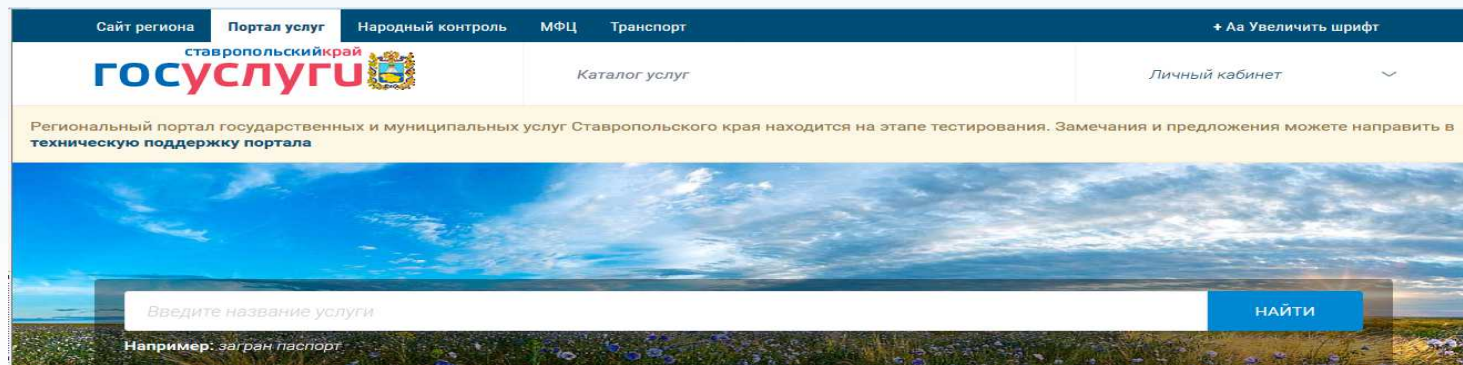 Сайт региона Портал услуг Народный контроль МФЦ Транспорт + Аа Увеличить шрифт
ставропольскийкрай
госуслуги
Каталог услуг Личный кабинет
Региональный портал государственных и муниципальных услуг Ставропольского края находится на этапе тестирования. Замечания и предложения можете направить в
техническую поддержку портала
Введите название услуги НАЙТИ
Например: загран паспорт